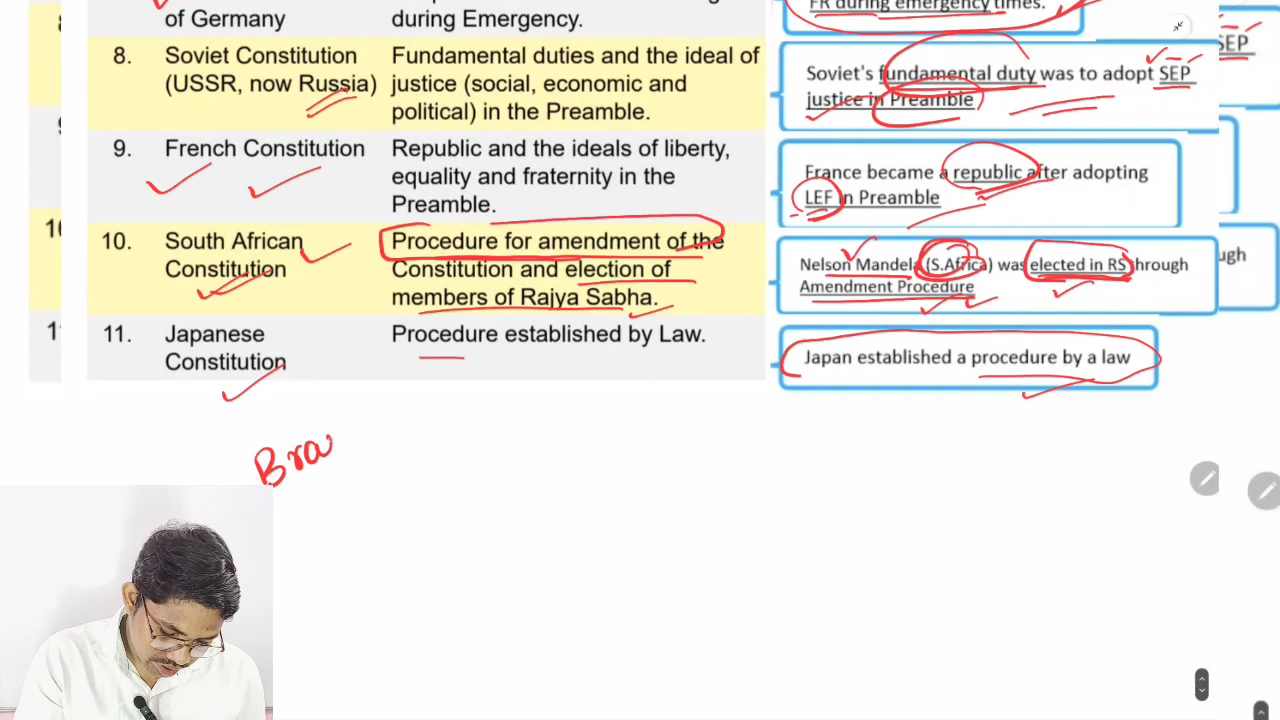 of Germany
during Emergency.
FR during emergency times.
8. Soviet Constitution
(USSR, now Russia)
Fundamental duties and the ideal of
justice (social, economic and
political) in the Preamble.
Soviet's fundamental duty was to adopt SEP
justice in Preamble
SEP
9. French Constitution
Republic and the ideals of liberty,
equality and fraternity in the
Preamble.
France became a republic after adopting
LEF in Preamble
10. South African
Constitution
Procedure for amendment of the
Constitution and election of
members of Rajya Sabha.
Nelson Mandela (S.Africa) was elected in RS through
Amendment Procedure
ugh
11. Japanese
Constitution
Procedure established by Law.
Japan established a procedure by a law
Bra